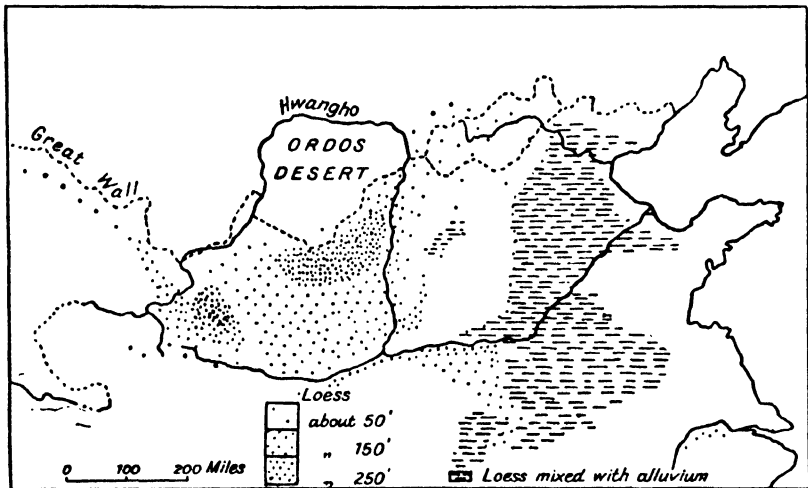 Hwangho
ORDOS
DESERT
Great Wall
Loess
about 50'
" 150'
" 250'
0 100 200 Miles
Loess mixed with alluvium